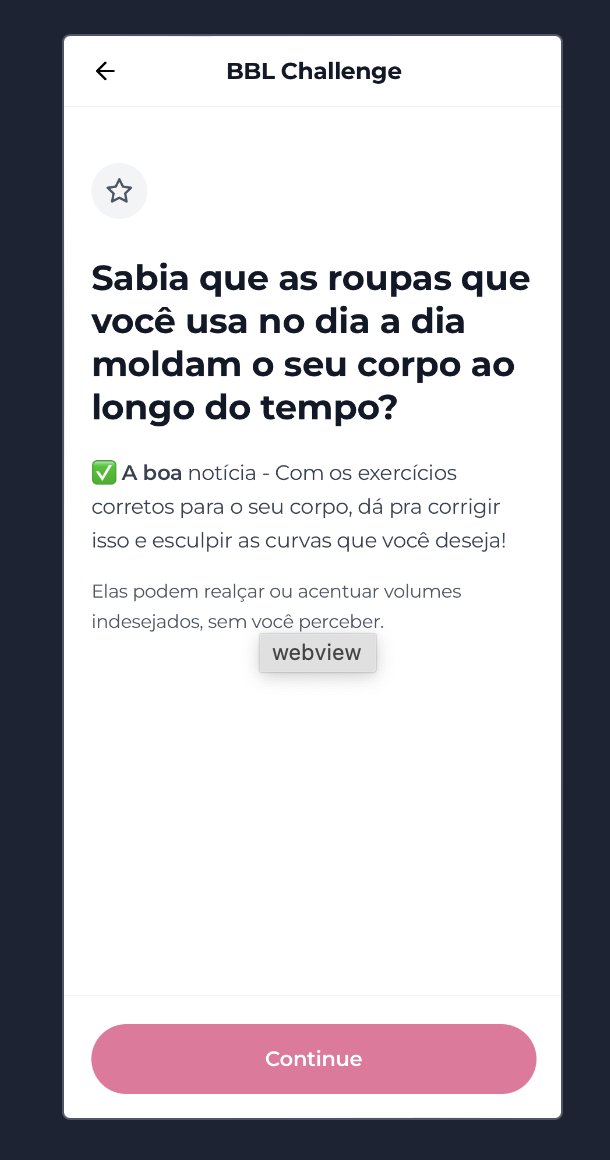 BBL Challenge
Sabia que as roupas que
você usa no dia a dia
moldam o seu corpo ao
longo do tempo?
✅ A boa notícia - Com os exercícios
corretos para o seu corpo, dá pra corrigir
isso e esculpir as curvas que você deseja!
Elas podem realçar ou acentuar volumes
indesejados, sem você perceber.
webview
Continue